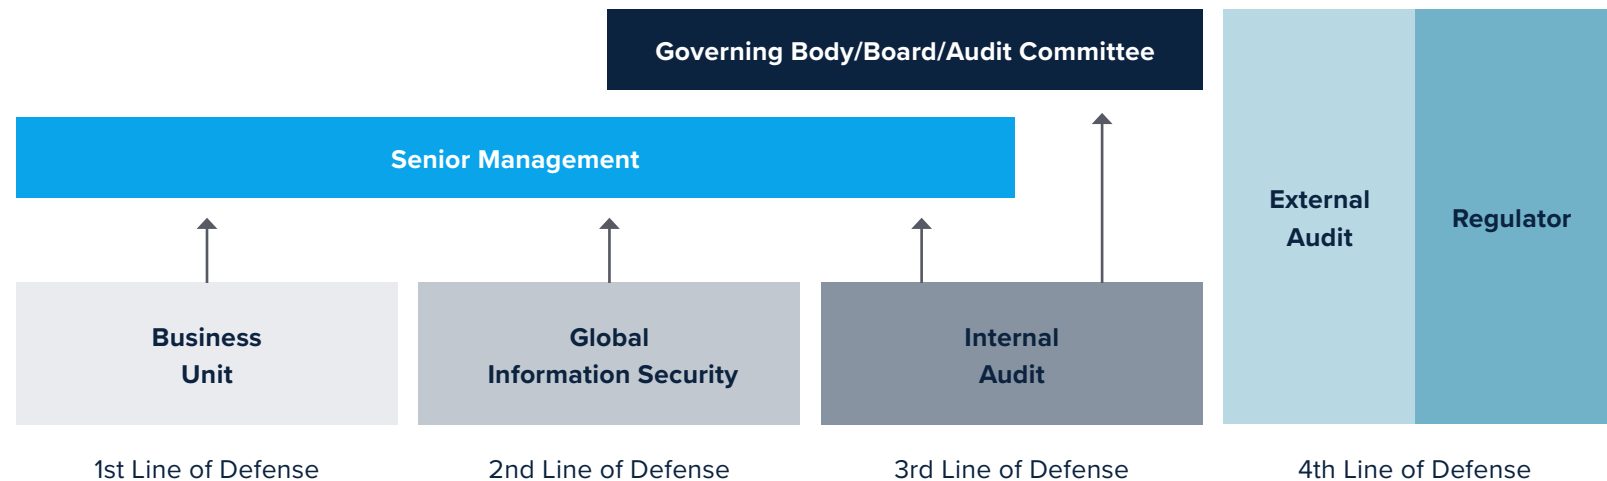 Governing Body/Board/Audit Committee
Senior Management
External
Audit
Regulator
Business
Unit
Global
Information Security
Internal
Audit
1st Line of Defense
2nd Line of Defense
3rd Line of Defense
4th Line of Defense